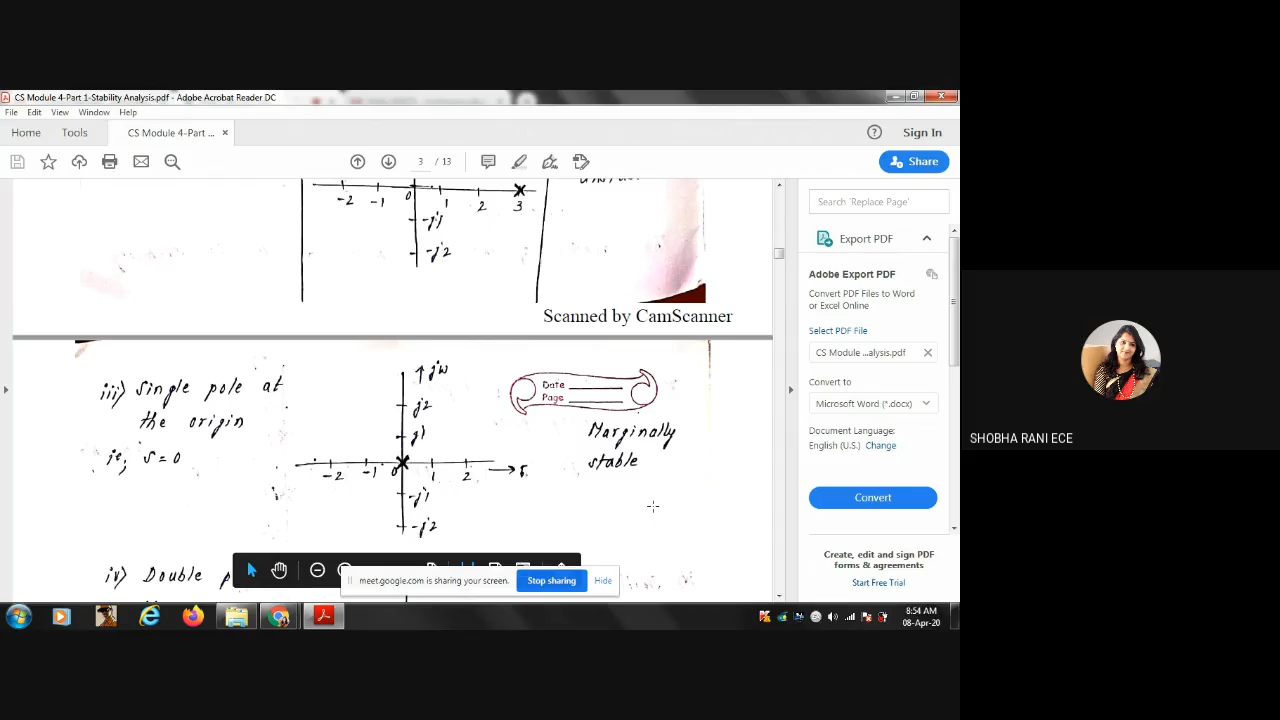 CS Module 4-Part 1-Stability Analysis.pdf - Adobe Acrobat Reader DC
File Edit View Window Help
Home Tools CS Module 4-Part ... × Sign In
3 / 13 Share
-2 -1 0 1 2 3
-j1
-j2
Scanned by CamScanner
iii) Single pole at
the origin
ie; s=0
jω
j2
j1
-2 -1 0 1 2 σ
-j1
-j2
Date
Page
Marginally
stable
iv) Double p
meet.google.com is sharing your screen. Stop sharing Hide
Search 'Replace Page'
Export PDF
Adobe Export PDF
Convert PDF Files to Word
or Excel Online
Select PDF File
CS Module ...alysis.pdf ×
Convert to
Microsoft Word (*.docx)
Document Language:
English (U.S.) Change
Convert
Create, edit and sign PDF
forms & agreements
Start Free Trial
8:54 AM
08-Apr-20
SHOBHA RANI ECE